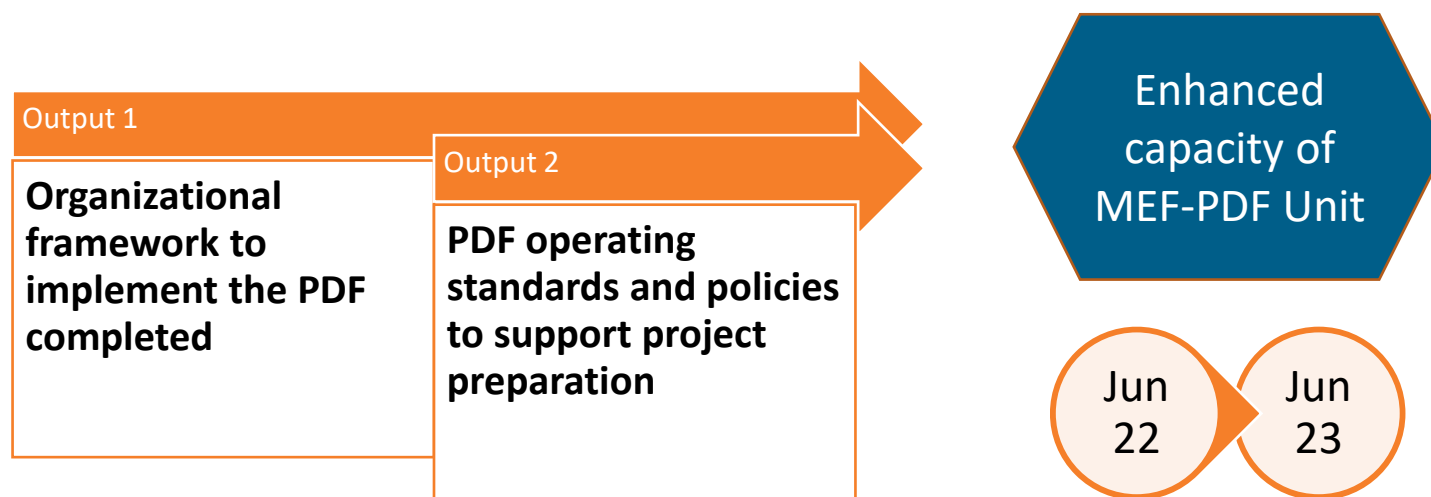 Output 1
Organizational
framework to
implement the PDF
completed
Output 2
PDF operating
standards and policies
to support project
preparation
Enhanced
capacity of
MEF-PDF Unit
Jun
22
Jun
23